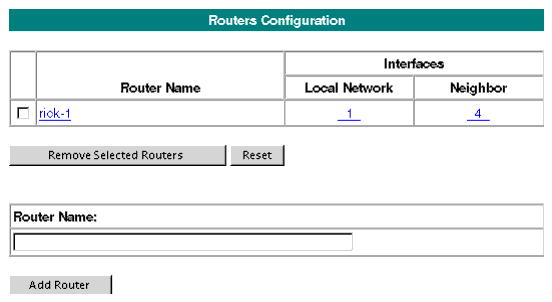 Routers Configuration
Interfaces
Router Name Local Network Neighbor
rick-1 1 4
Remove Selected Routers Reset
Router Name:
Add Router